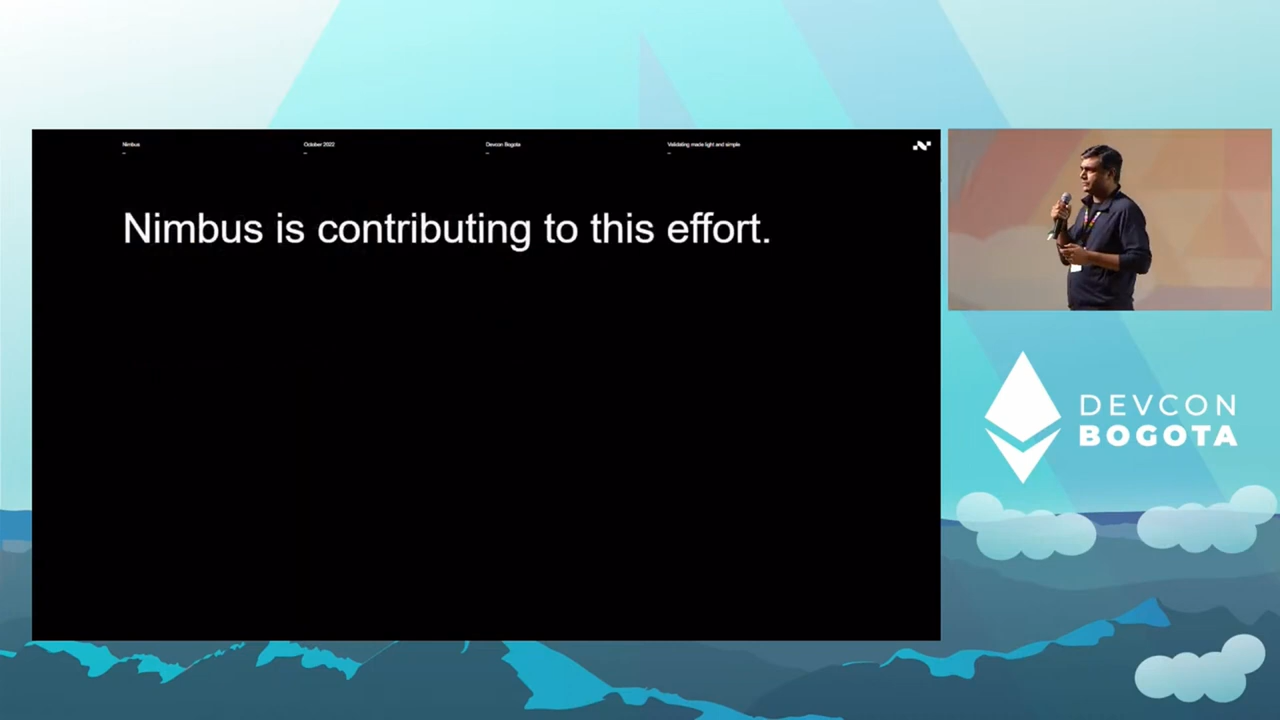 Nimbus
October 2022
Devcon Bogota
Validating made light and simple
Nimbus is contributing to this effort.
DEVCON
BOGOTA